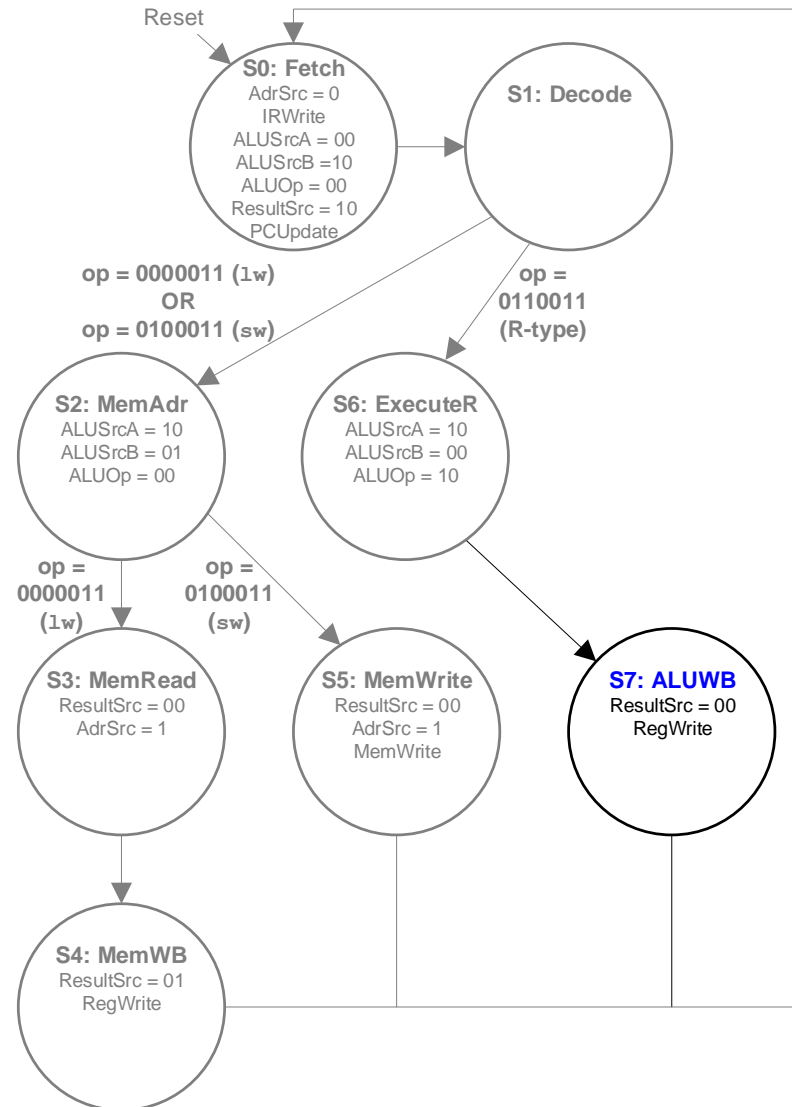 Reset
S0: Fetch
AdrSrc = 0
IRWrite
ALUSrcA = 00
ALUSrcB =10
ALUOp = 00
ResultSrc = 10
PCUpdate
S1: Decode
op = 0000011 (lw)
OR
op = 0100011 (sw)
op =
0110011
(R-type)
S2: MemAdr
ALUSrcA = 10
ALUSrcB = 01
ALUOp = 00
S6: ExecuteR
ALUSrcA = 10
ALUSrcB = 00
ALUOp = 10
op =
0000011
(lw)
op =
0100011
(sw)
S3: MemRead
ResultSrc = 00
AdrSrc = 1
S5: MemWrite
ResultSrc = 00
AdrSrc = 1
MemWrite
S7: ALUWB
ResultSrc = 00
RegWrite
S4: MemWB
ResultSrc = 01
RegWrite